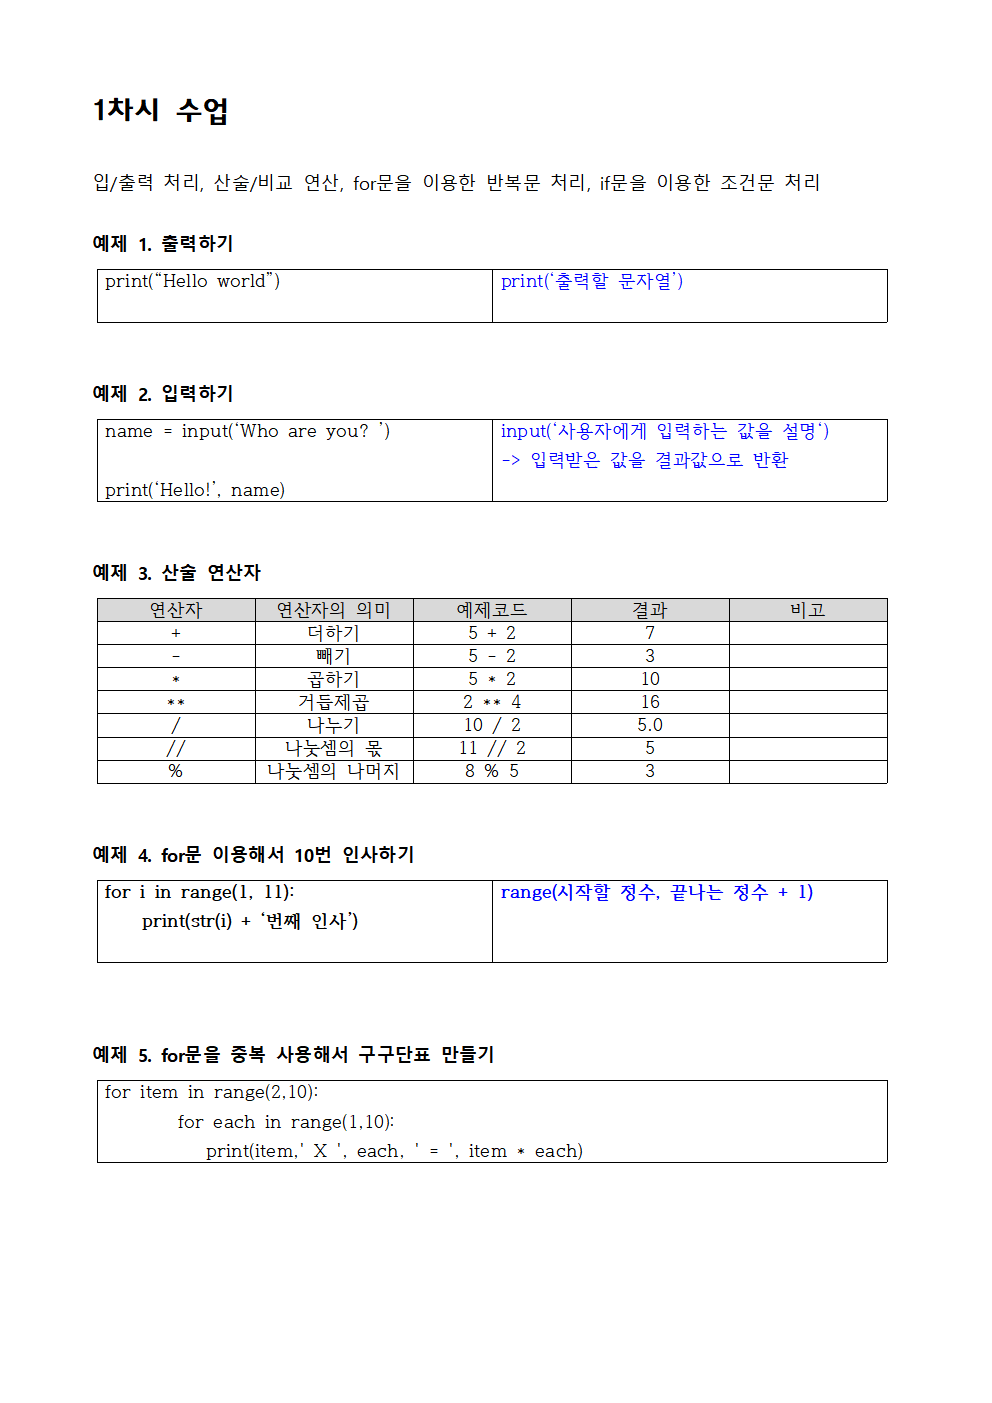 1차시 수업
입/출력 처리, 산술/비교 연산, for문을 이용한 반복문 처리, if문을 이용한 조건문 처리
예제 1. 출력하기
print(“Hello world”)
print(‘출력할 문자열’)
예제 2. 입력하기
name = input(‘Who are you? ’)
print(‘Hello!’, name)
input(‘사용자에게 입력하는 값을 설명‘)
-> 입력받은 값을 결과값으로 반환
예제 3. 산술 연산자
연산자 연산자의 의미 예제코드 결과 비고
+ 더하기 5 + 2 7
- 빼기 5 - 2 3
* 곱하기 5 * 2 10
** 거듭제곱 2 ** 4 16
/ 나누기 10 / 2 5.0
// 나눗셈의 몫 11 // 2 5
% 나눗셈의 나머지 8 % 5 3
예제 4. for문 이용해서 10번 인사하기
for i in range(1, 11):
print(str(i) + ‘번째 인사’)
range(시작할 정수, 끝나는 정수 + 1)
예제 5. for문을 중복 사용해서 구구단표 만들기
for item in range(2,10):
for each in range(1,10):
print(item,' X ', each, ' = ', item * each)